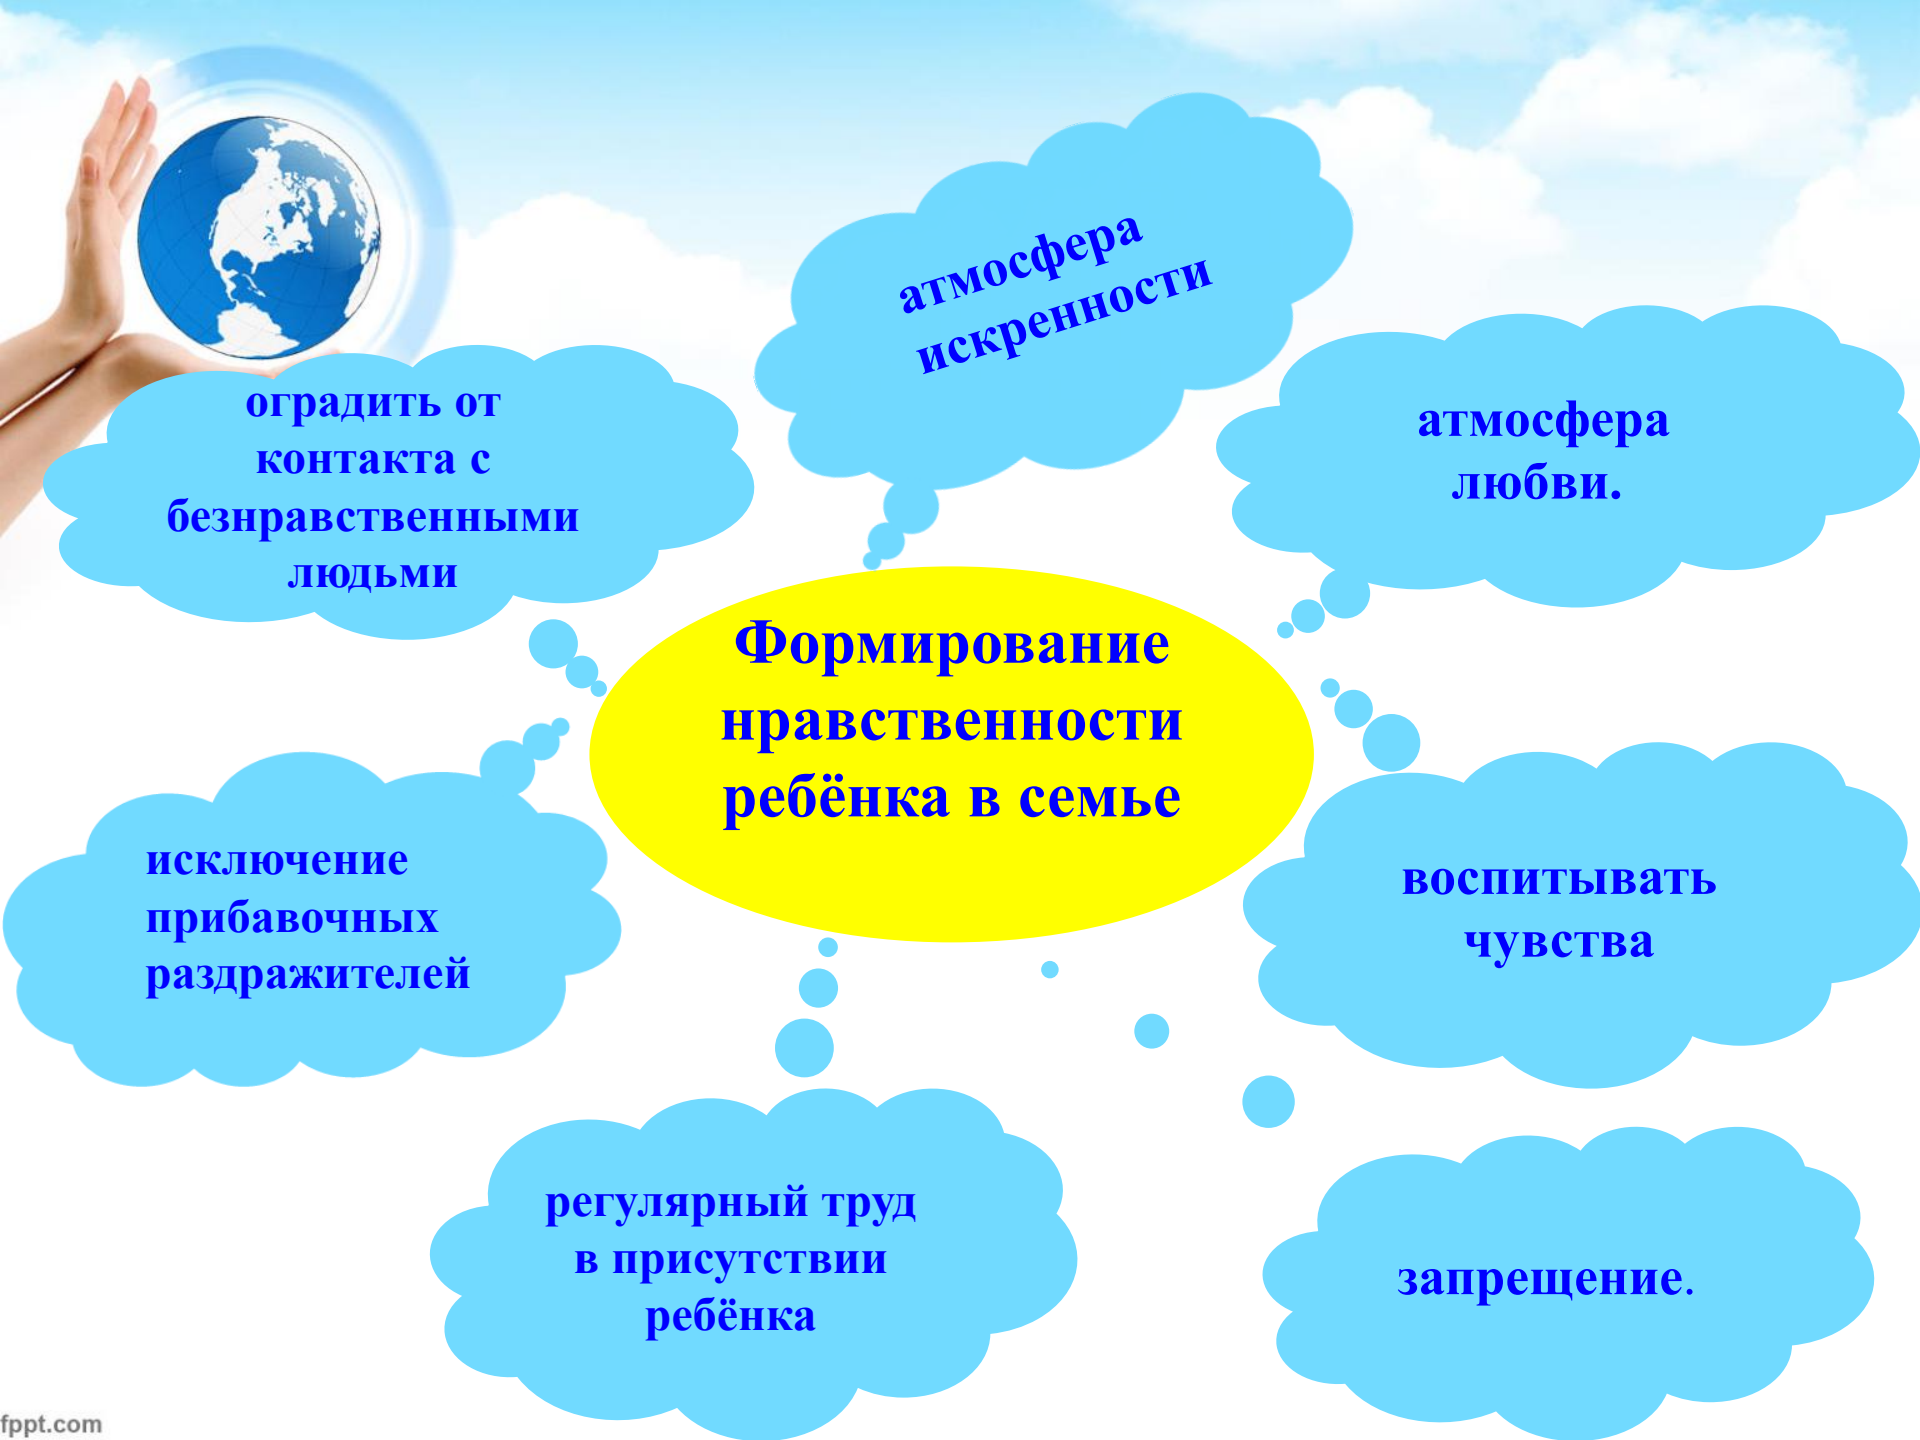 атмосфера
искренности
атмосфера
любви.
оградить от
контакта с
безнравственными
людьми
Формирование
нравственности
ребёнка в семье
исключение
прибавочных
раздражителей
воспитывать
чувства
регулярный труд
в присутствии
ребёнка
запрещение.
fppt.com